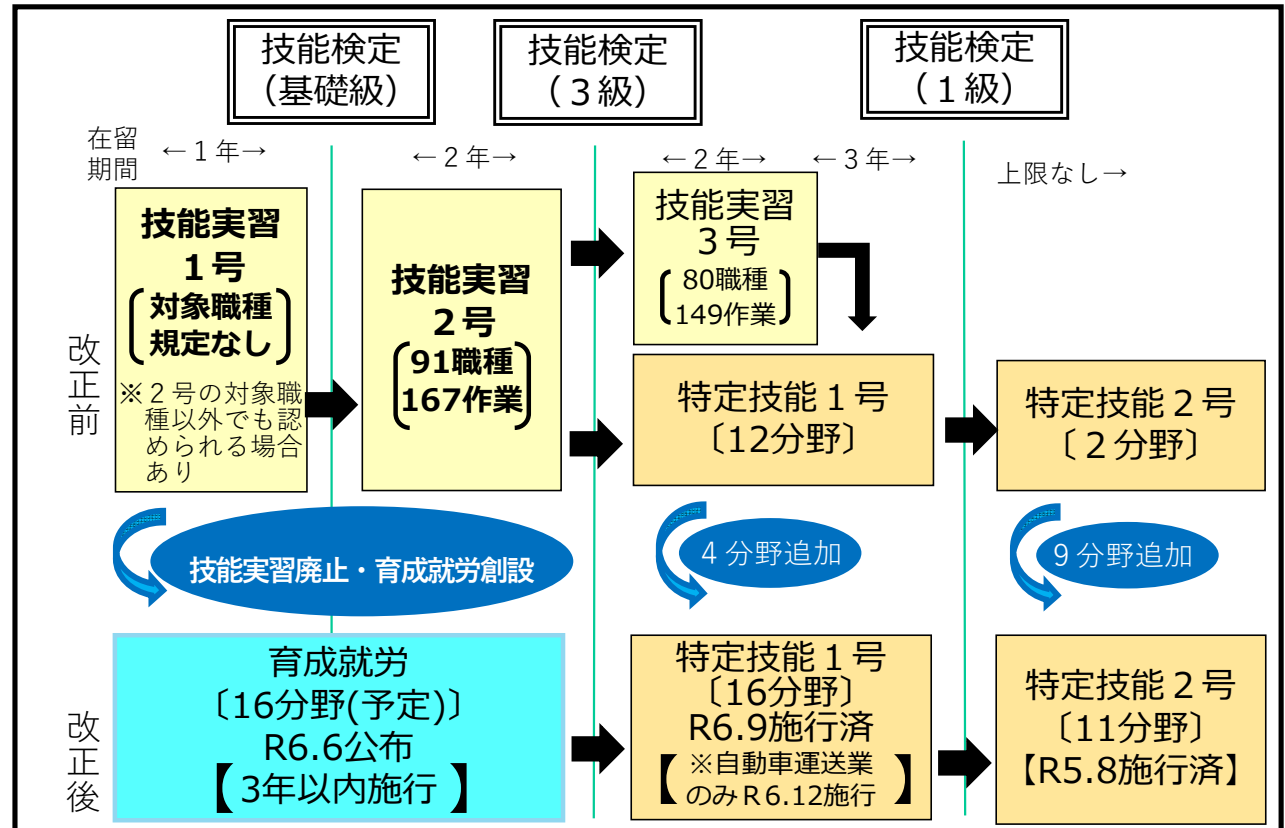 技能検定
（基礎級）
技能検定
（３級）
技能検定
（１級）
在留
期間
←１年→
←２年→
←２年→
←３年→
上限なし→
改正前
技能実習
１号
対象職種
規定なし
※２号の対象職
種以外でも認
められる場合
あり
技能実習
２号
91職種
167作業
技能実習
３号
80職種
149作業
特定技能１号
〔12分野〕
特定技能２号
〔２分野〕
技能実習廃止・育成就労創設
４分野追加
９分野追加
改正後
育成就労
〔16分野(予定)〕
R6.6公布
【3年以内施行】
特定技能１号
〔16分野〕
R6.9施行済
【※自動車運送業
のみＲ6.12施行】
特定技能２号
〔11分野〕
【R5.8施行済】